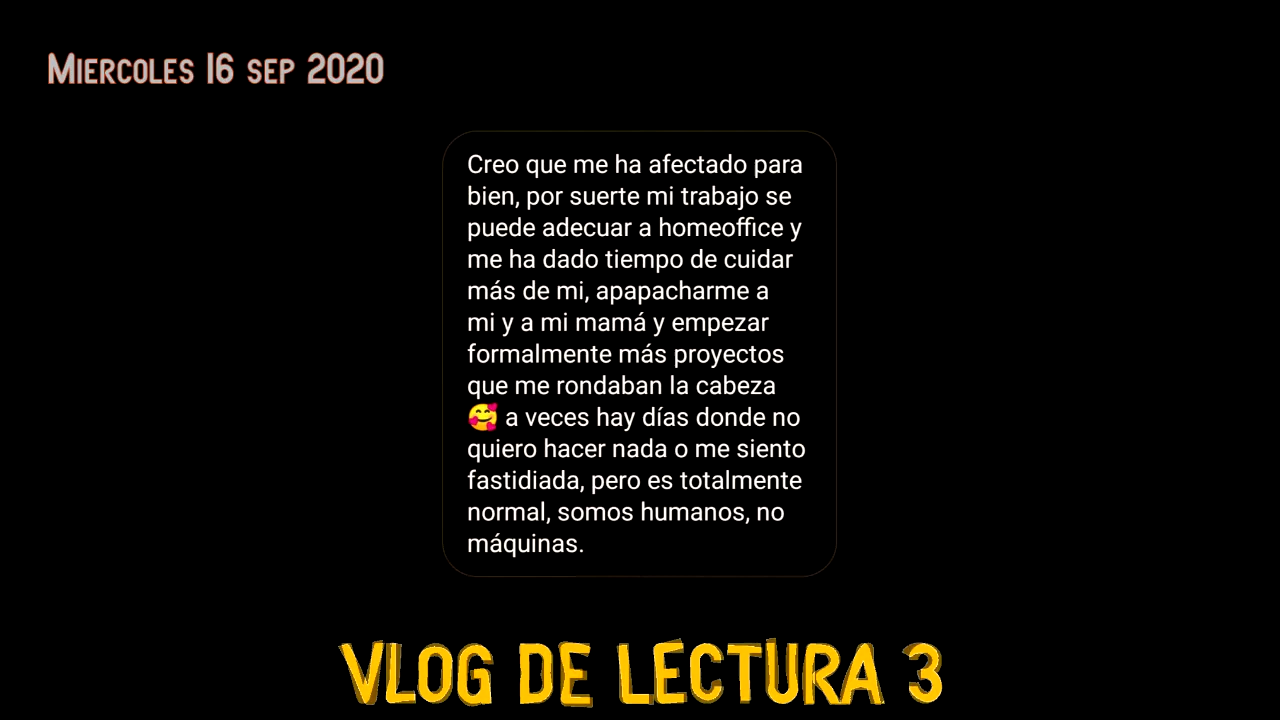 Miercoles 16 sep 2020
Creo que me ha afectado para
bien, por suerte mi trabajo se
puede adecuar a homeoffice y
me ha dado tiempo de cuidar
más de mi, apapacharme a
mi y a mi mamá y empezar
formalmente más proyectos
que me rondaban la cabeza
🥰 a veces hay días donde no
quiero hacer nada o me siento
fastidiada, pero es totalmente
normal, somos humanos, no
máquinas.
VLOG DE LECTURA 3